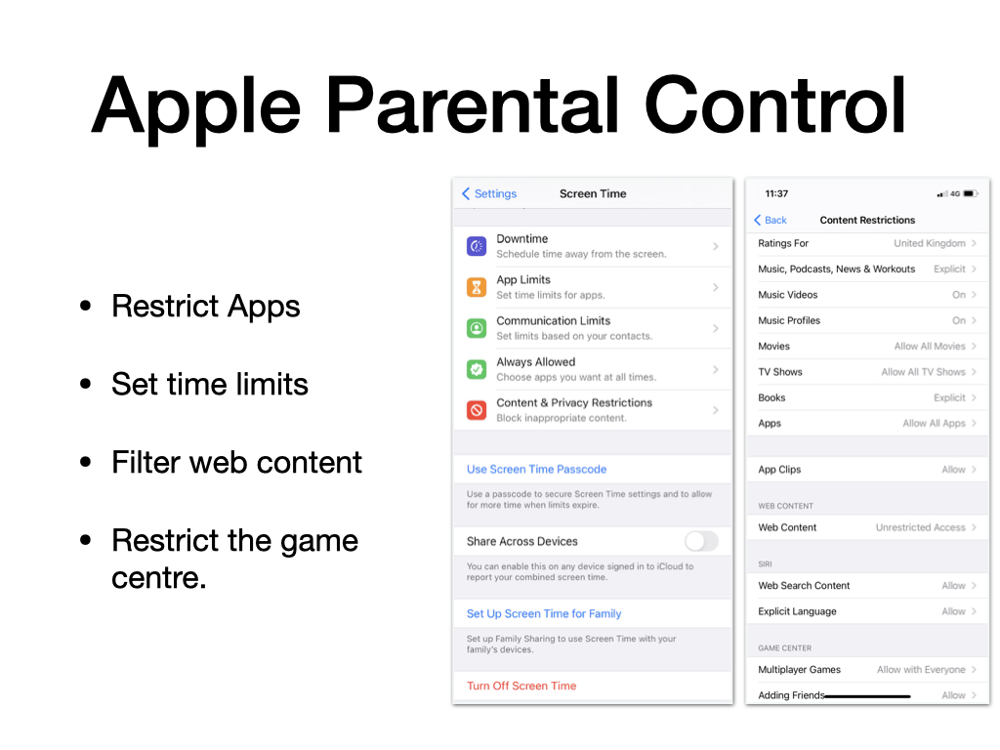 Apple Parental Control
• Restrict Apps
• Set time limits
• Filter web content
• Restrict the game
centre.
Settings Screen Time
Downtime
Schedule time away from the screen.
App Limits
Set time limits for apps.
Communication Limits
Set limits based on your contacts.
Always Allowed
Choose apps you want at all times.
Content & Privacy Restrictions
Block inappropriate content.
Use Screen Time Passcode
Use a passcode to secure Screen Time settings and to allow
for more time when limits expire.
Share Across Devices
You can enable this on any device signed in to iCloud to
report your combined screen time.
Set Up Screen Time for Family
Set up Family Sharing to use Screen Time with your
family's devices.
Turn Off Screen Time
11:37 4G
Back Content Restrictions
Ratings For United Kingdom
Music, Podcasts, News & Workouts Explicit
Music Videos On
Music Profiles On
Movies Allow All Movies
TV Shows Allow All TV Shows
Books Explicit
Apps Allow All Apps
App Clips Allow
WEB CONTENT
Web Content Unrestricted Access
SIRI
Web Search Content Allow
Explicit Language Allow
GAME CENTER
Multiplayer Games Allow with Everyone
Adding Friends Allow